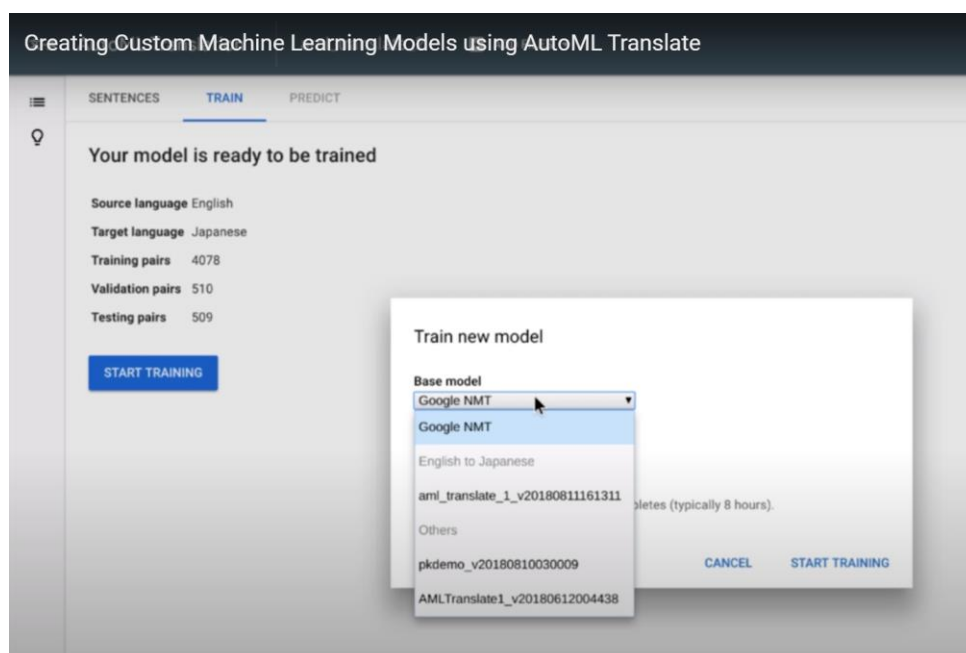 Creating Custom Machine Learning Models using AutoML Translate
SENTENCES TRAIN PREDICT
Your model is ready to be trained
Source language English
Target language Japanese
Training pairs 4078
Validation pairs 510
Testing pairs 509
START TRAINING
Train new model
Base model
Google NMT
Google NMT
English to Japanese
aml_translate_1_v20180811161311
(typically 8 hours).
Others
pkdemo_v20180810030009
CANCEL START TRAINING
AMLTranslate1_v20180612004438